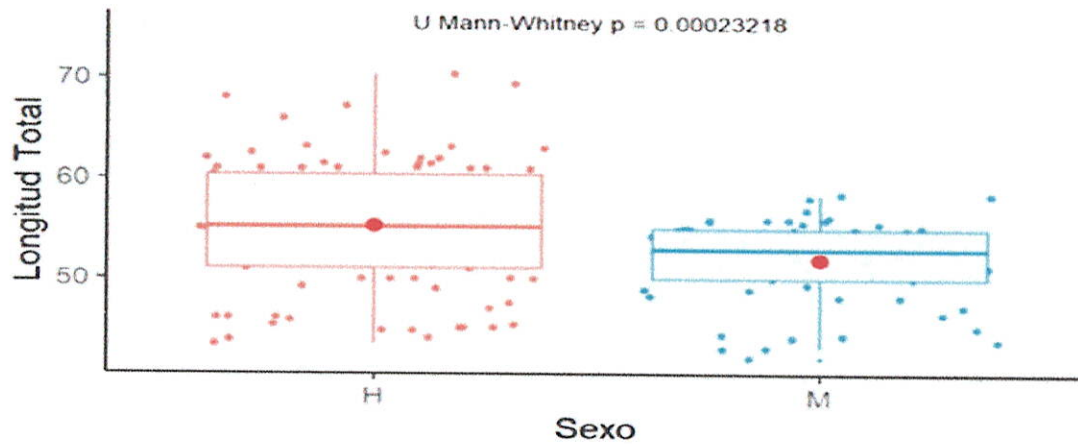 U Mann-Whitney p = 0.00023218
Longitud Total
70
60
50
H
M
Sexo